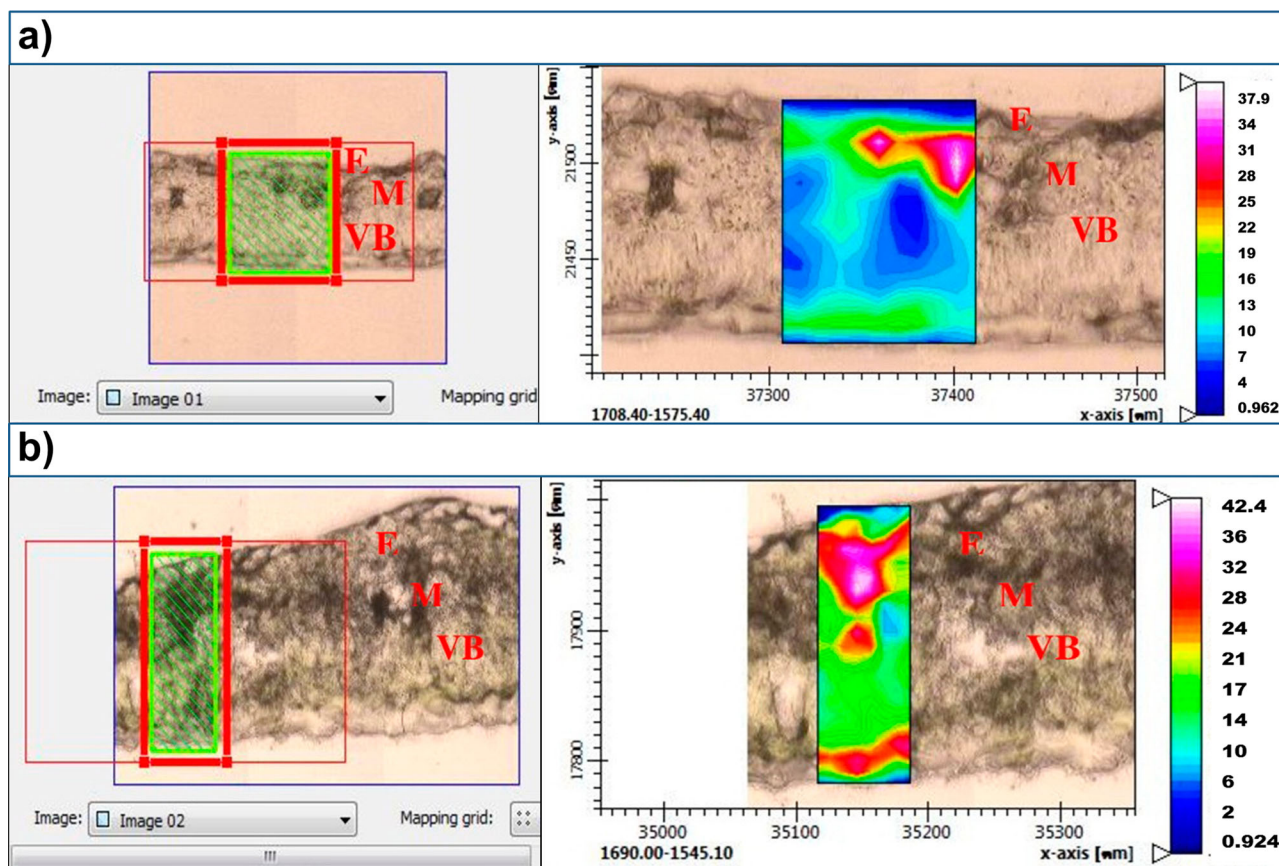 a)
E
M
VB
Image:
Image 01
Mapping grid
y-axis [µm]
21500
21450
E
M
VB
37300
37400
37500
1708.40-1575.40
x-axis [µm]
37.9
34
31
28
25
22
19
16
13
10
7
4
0.962
b)
E
M
VB
Image:
Image 02
Mapping grid:
y-axis [µm]
17900
17800
E
M
VB
35000
35100
35200
35300
1690.00-1545.10
x-axis [µm]
42.4
36
32
28
24
21
17
14
10
6
2
0.924